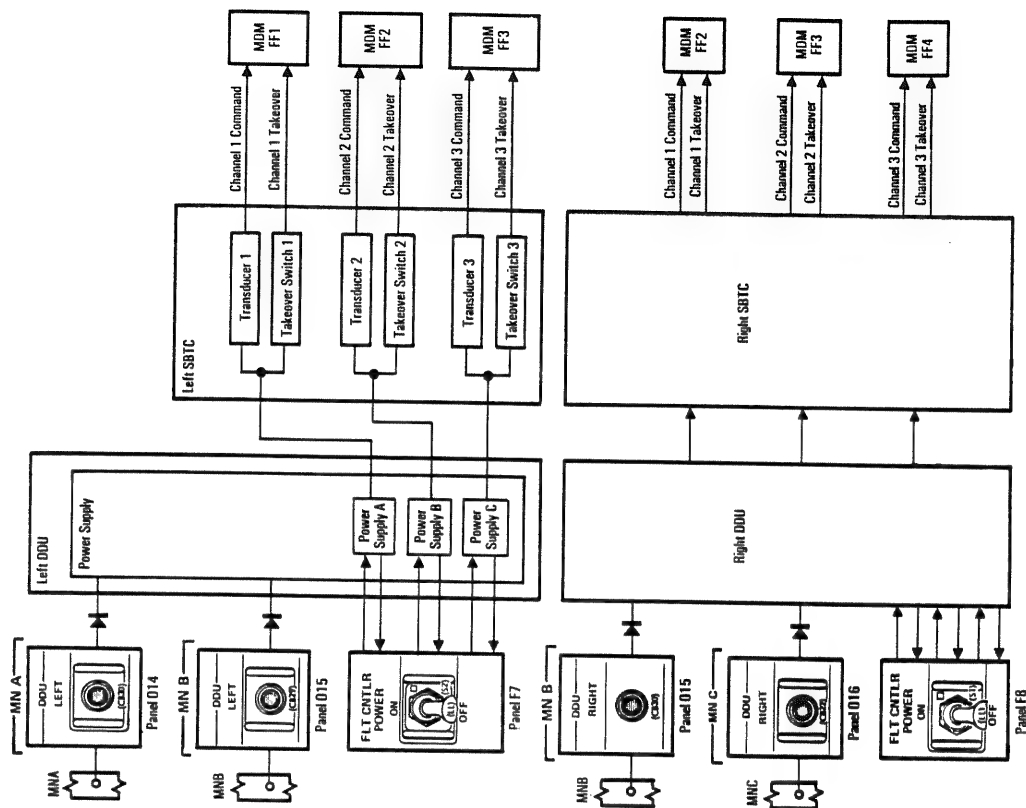 MN A
DDU
LEFT
(CB30)
Panel O14
MNA
MN B
DDU
LEFT
Panel O15
FLT CNTLR
POWER
ON
(S2)
(LL)
OFF
Panel F7
Left DDU
Power Supply
Power
Supply A
Power
Supply B
Power
Supply C
Left SBTC
Transducer 1
Takeover Switch 1
Transducer 2
Takeover Switch 2
Transducer 3
Takeover Switch 3
Channel 1 Command
Channel 1 Takeover
Channel 2 Command
Channel 2 Takeover
Channel 3 Command
Channel 3 Takeover
MDM
FF1
MDM
FF2
MDM
FF3
MNB
MN B
DDU
RIGHT
Panel O15
MNB
MN C
DDU
RIGHT
Panel O16
MNC
FLT CNTLR
POWER
ON
OFF
Panel F8
Right DDU
Right SBTC
Channel 1 Command
Channel 1 Takeover
Channel 2 Command
Channel 2 Takeover
Channel 3 Command
Channel 3 Takeover
MDM
FF2
MDM
FF3
MDM
FF4